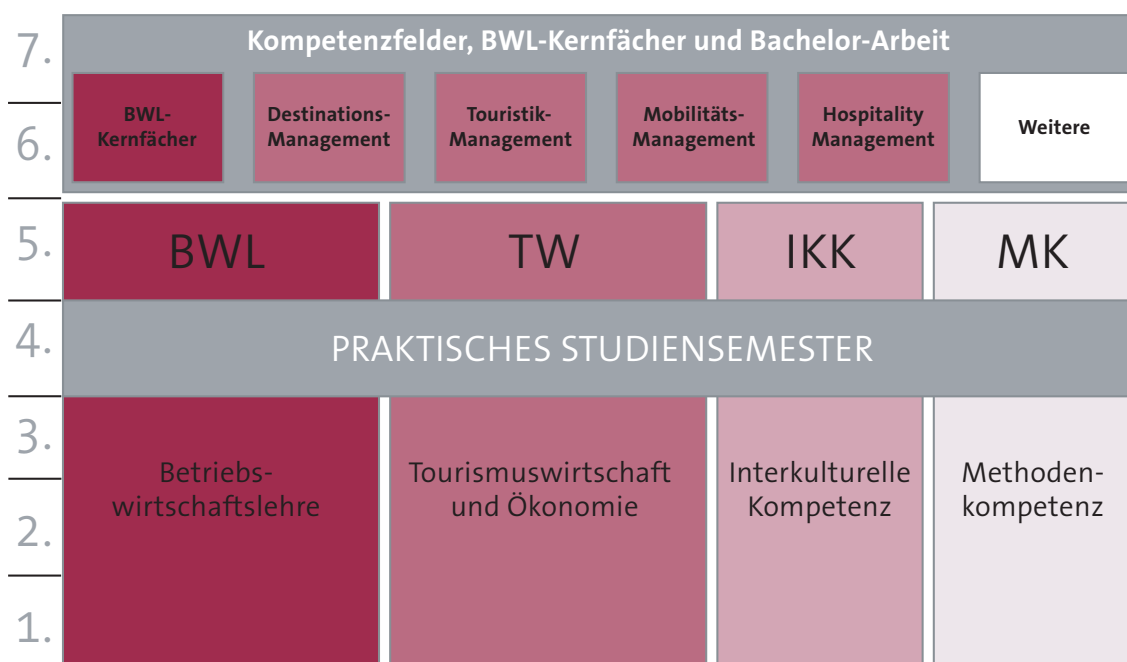 7.
Kompetenzfelder, BWL-Kernfächer und Bachelor-Arbeit
BWL-
Kernfächer
Destinations-
Management
Touristik-
Management
Mobilitäts-
Management
Hospitality
Management
Weitere
6.
5.
BWL
TW
IKK
MK
4.
PRAKTISCHES STUDIENSEMESTER
3.
Betriebs-
wirtschaftslehre
Tourismuswirtschaft
und Ökonomie
Interkulturelle
Kompetenz
Methoden-
kompetenz
2.
1.